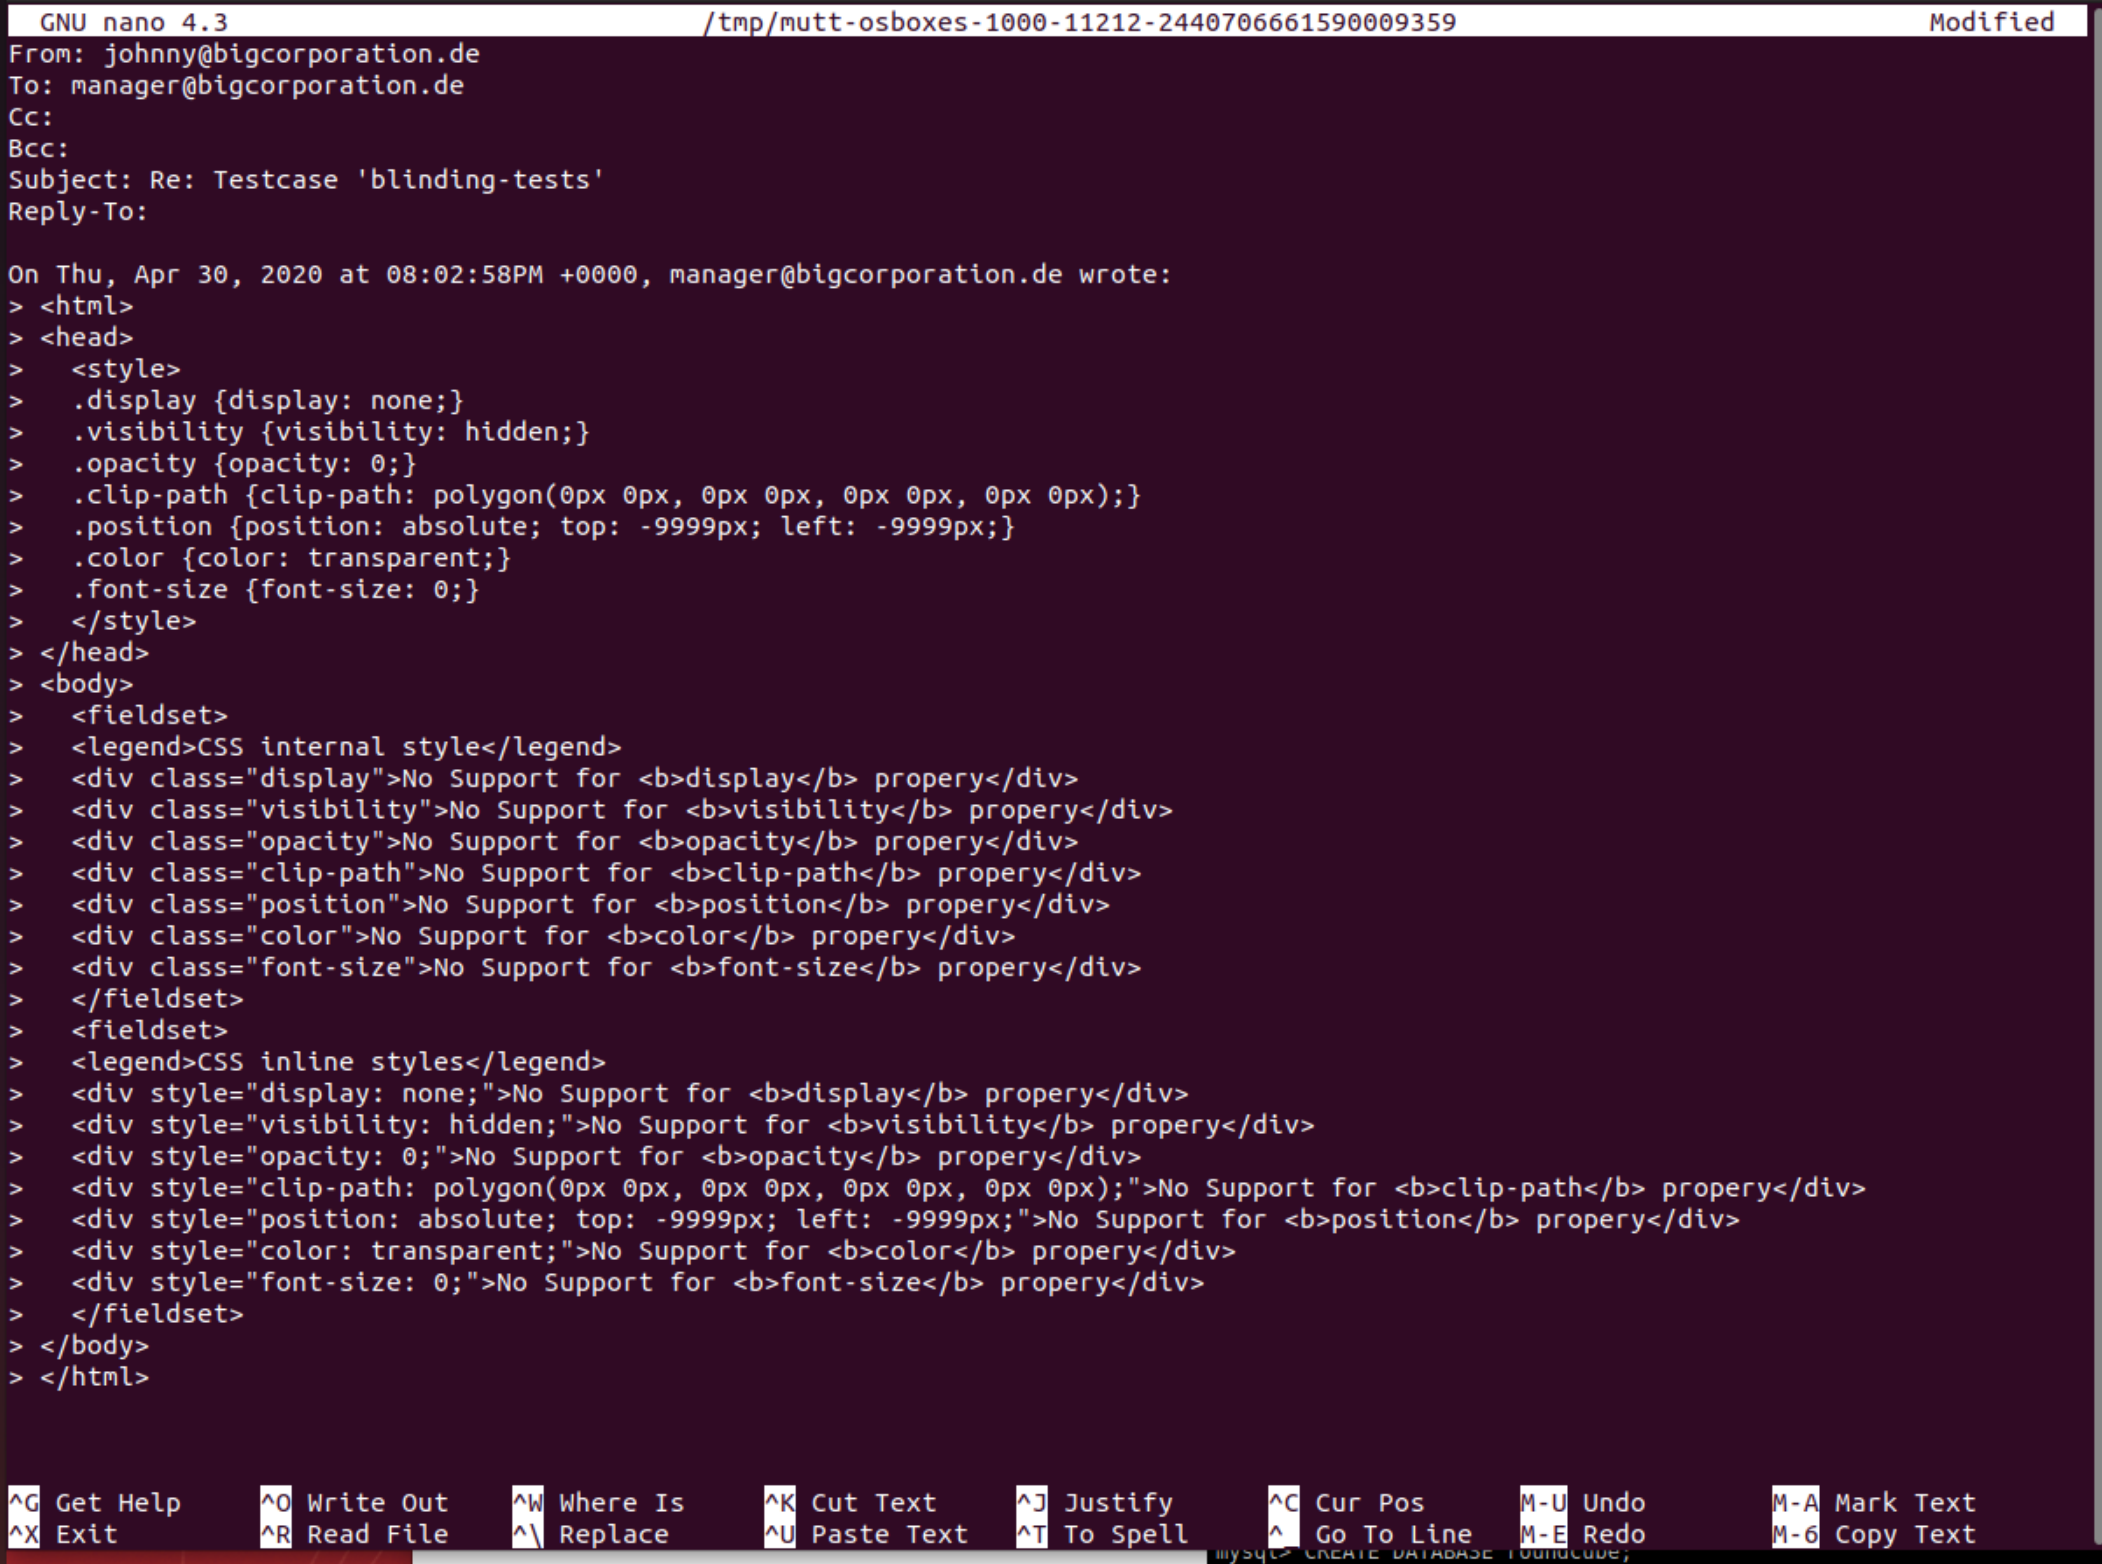 GNU nano 4.3 /tmp/mutt-osboxes-1000-11212-2440706661590009359 Modified
From: johnny@bigcorporation.de
To: manager@bigcorporation.de
Cc:
Bcc:
Subject: Re: Testcase 'blinding-tests'
Reply-To:

On Thu, Apr 30, 2020 at 08:02:58PM +0000, manager@bigcorporation.de wrote:
> <html>
> <head>
>   <style>
>   .display {display: none;}
>   .visibility {visibility: hidden;}
>   .opacity {opacity: 0;}
>   .clip-path {clip-path: polygon(0px 0px, 0px 0px, 0px 0px, 0px 0px);}
>   .position {position: absolute; top: -9999px; left: -9999px;}
>   .color {color: transparent;}
>   .font-size {font-size: 0;}
>   </style>
> </head>
> <body>
>   <fieldset>
>   <legend>CSS internal style</legend>
>   <div class="display">No Support for <b>display</b> propery</div>
>   <div class="visibility">No Support for <b>visibility</b> propery</div>
>   <div class="opacity">No Support for <b>opacity</b> propery</div>
>   <div class="clip-path">No Support for <b>clip-path</b> propery</div>
>   <div class="position">No Support for <b>position</b> propery</div>
>   <div class="color">No Support for <b>color</b> propery</div>
>   <div class="font-size">No Support for <b>font-size</b> propery</div>
>   </fieldset>
>   <fieldset>
>   <legend>CSS inline styles</legend>
>   <div style="display: none;">No Support for <b>display</b> propery</div>
>   <div style="visibility: hidden;">No Support for <b>visibility</b> propery</div>
>   <div style="opacity: 0;">No Support for <b>opacity</b> propery</div>
>   <div style="clip-path: polygon(0px 0px, 0px 0px, 0px 0px, 0px 0px);">No Support for <b>clip-path</b> propery</div>
>   <div style="position: absolute; top: -9999px; left: -9999px;">No Support for <b>position</b> propery</div>
>   <div style="color: transparent;">No Support for <b>color</b> propery</div>
>   <div style="font-size: 0;">No Support for <b>font-size</b> propery</div>
>   </fieldset>
> </body>
> </html>

^G Get Help ^O Write Out ^W Where Is ^K Cut Text ^J Justify ^C Cur Pos M-U Undo M-A Mark Text
^X Exit ^R Read File ^\ Replace ^U Paste Text ^T To Spell ^_ Go To Line M-E Redo M-6 Copy Text
mysql> CREATE DATABASE roundcube;